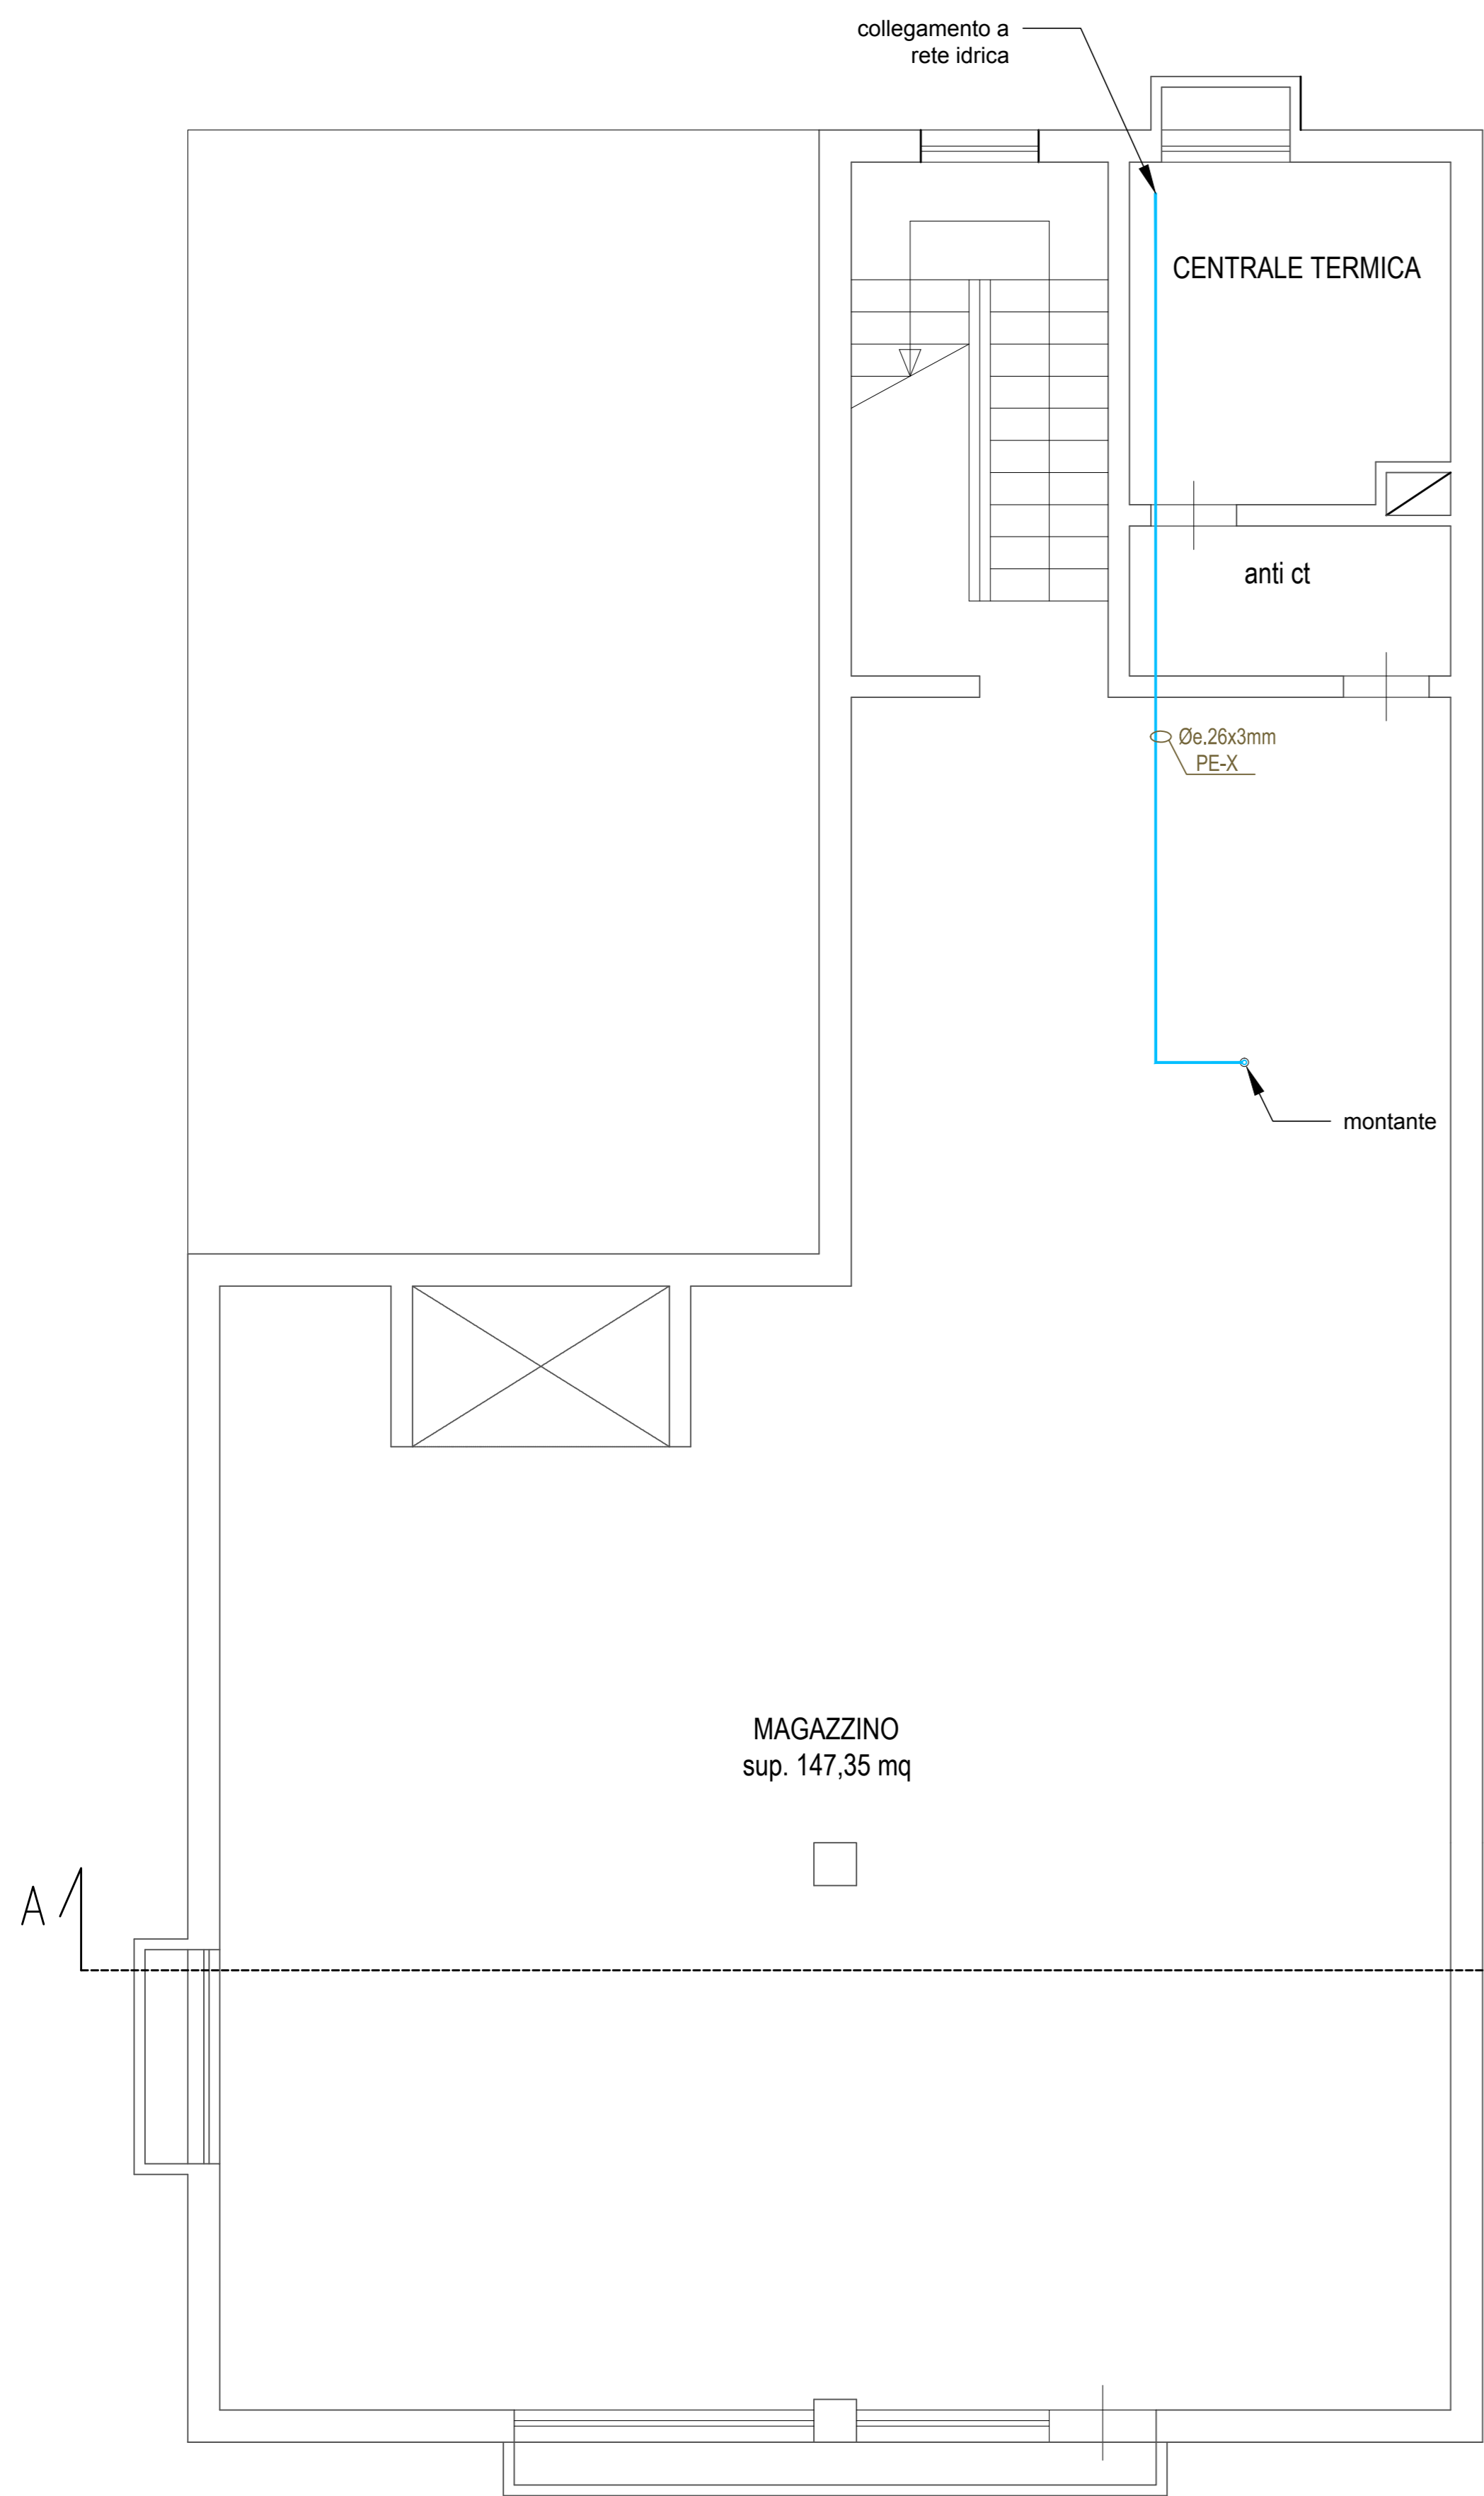 collegamento a
rete idrica
CENTRALE TERMICA
anti ct
Øe.26x3mm
PE-X
montante
MAGAZZINO
sup. 147,35 mq
A